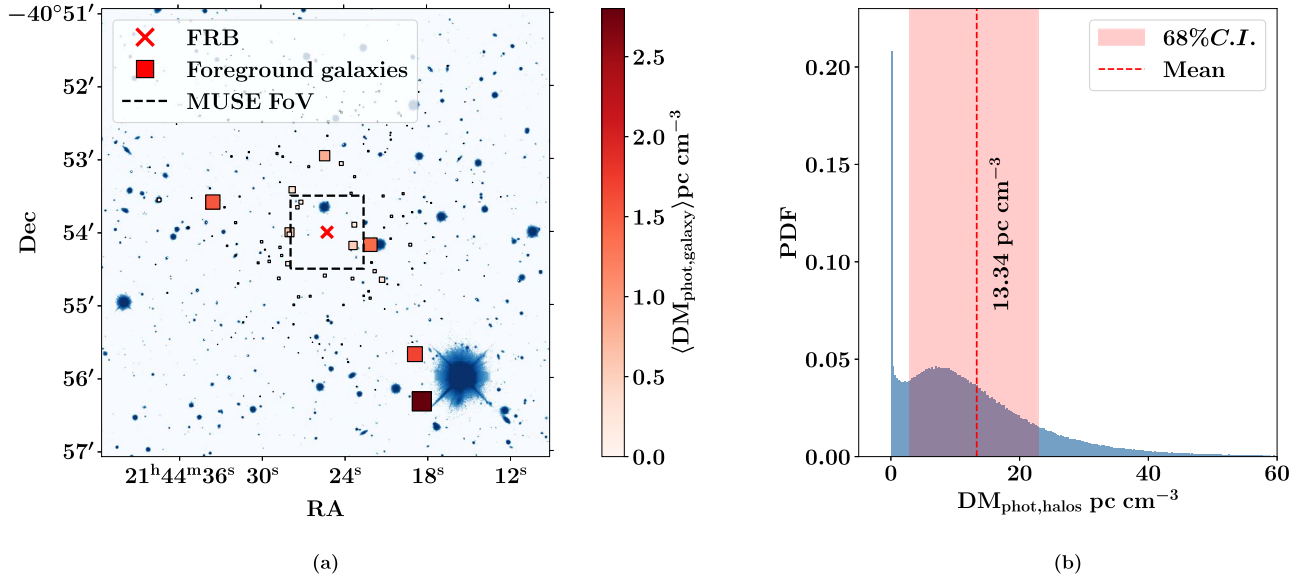 −40°51′
52′
53′
54′
55′
56′
57′
Dec
FRB
Foreground galaxies
MUSE FoV
21ʰ44ᵐ36ˢ
30ˢ
24ˢ
18ˢ
12ˢ
RA
(a)
2.5
2.0
1.5
1.0
0.5
0.0
⟨DM_phot,galaxy⟩ pc cm⁻³
0.20
0.15
0.10
0.05
0.00
PDF
68%C.I.
Mean
13.34 pc cm⁻³
0
20
40
60
DM_phot,halos pc cm⁻³
(b)